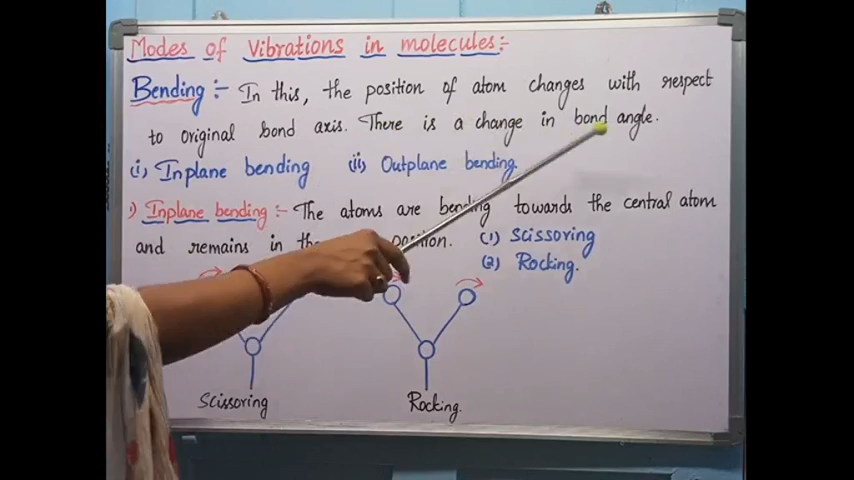 Modes of Vibrations in molecules:-
Bending:- In this, the position of atom changes with respect
to original bond axis. There is a change in bond angle.
(i) Inplane bending (ii) Outplane bending.
i) Inplane bending:- The atoms are bending towards the central atom
and remains in the position. (1) Scissoring
(2) Rocking.
Scissoring Rocking.